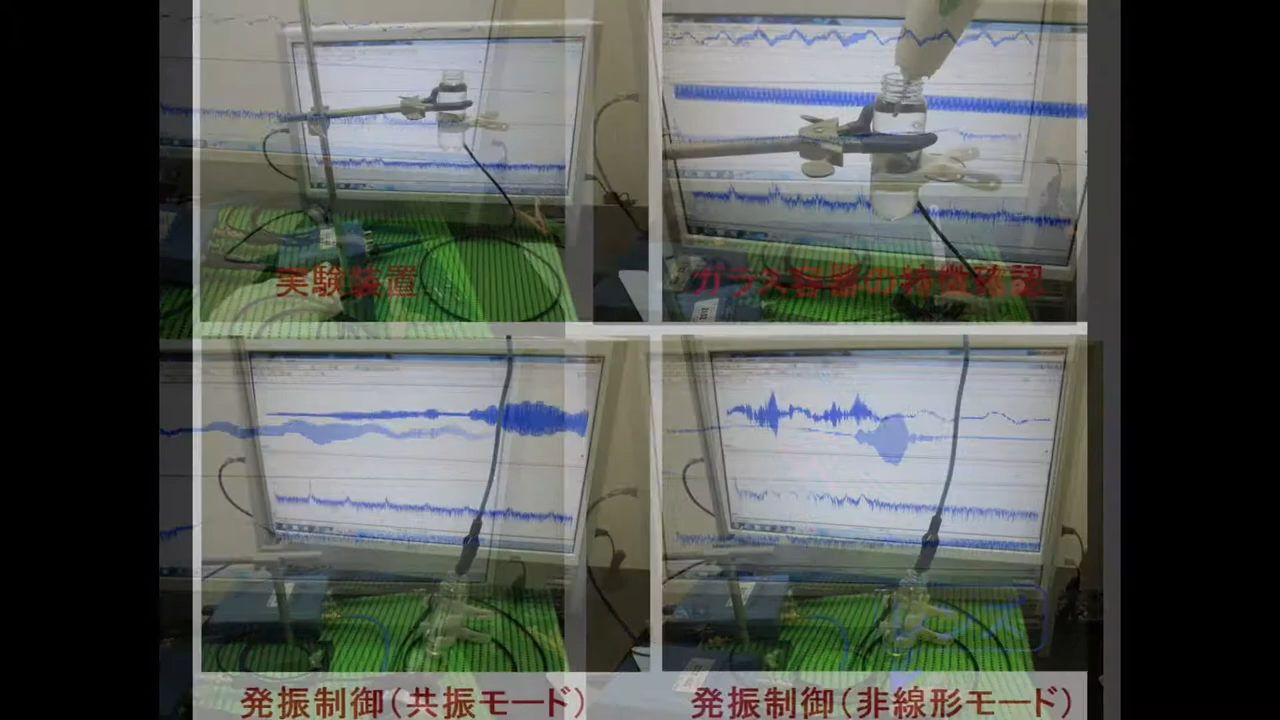 実験装置
ガラス容器の特徴確認
発振制御(共振モード)
発振制御(非線形モード)